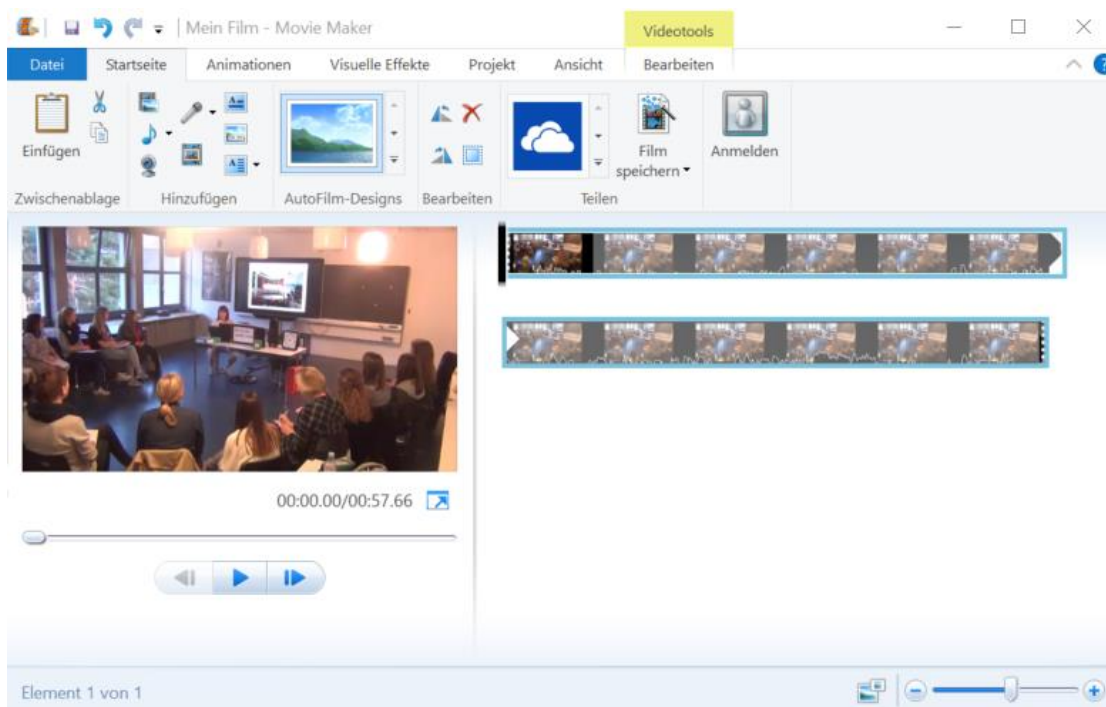 Mein Film - Movie Maker
Videotools
Datei Startseite Animationen Visuelle Effekte Projekt Ansicht Bearbeiten
Einfügen
Film
speichern
Anmelden
Zwischenablage Hinzufügen AutoFilm-Designs Bearbeiten Teilen
00:00.00/00:57.66
Element 1 von 1